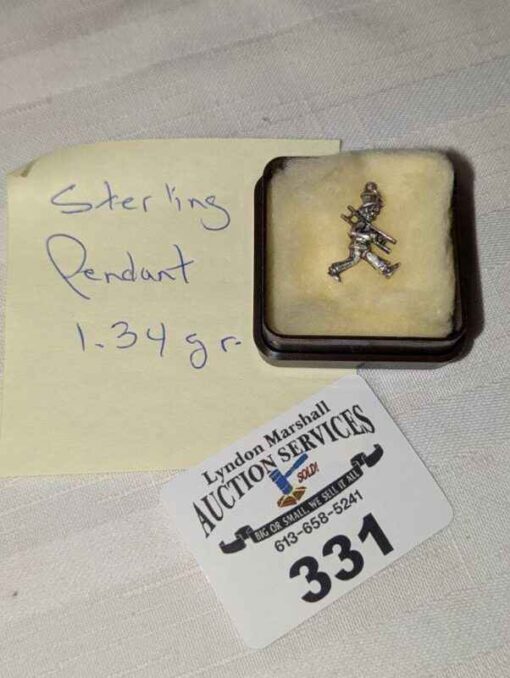 Sterling
Pendant
1.34 gr.
Lyndon Marshall
AUCTION SERVICES
SOLD!
BIG OR SMALL, WE SELL IT ALL
613-658-5241
331